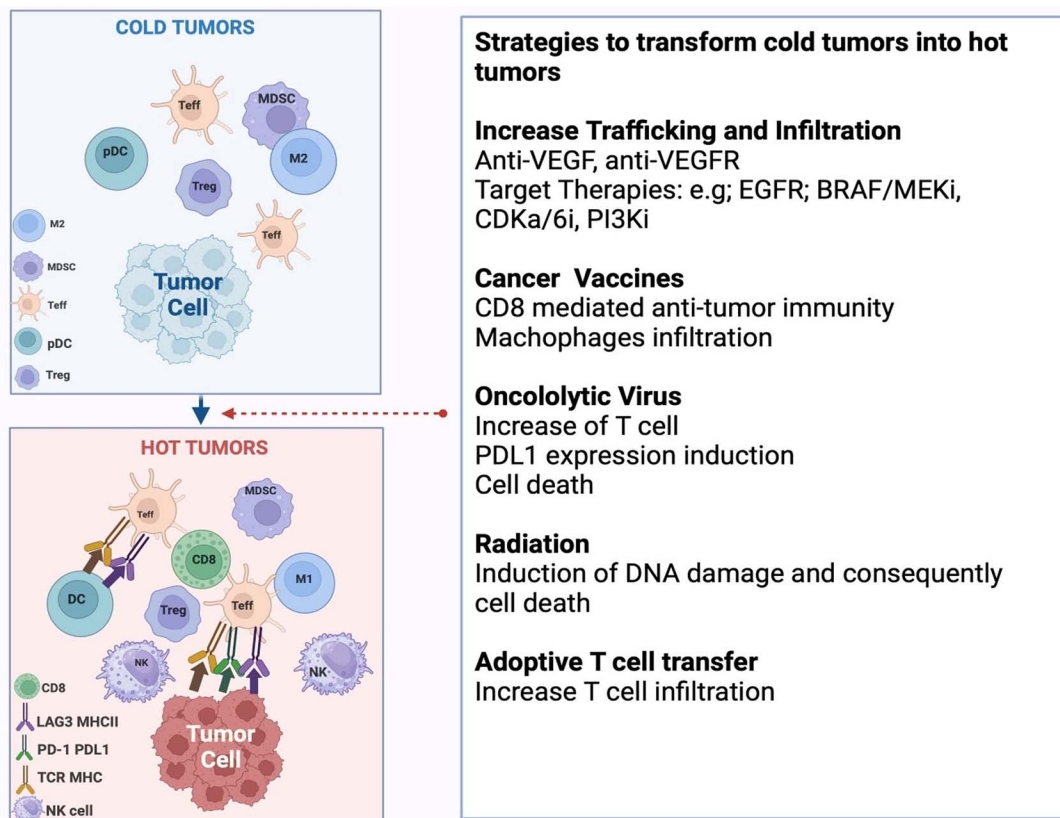 COLD TUMORS
Teff
MDSC
pDC
M2
Treg
Teff
M2
MDSC
Teff
pDC
Treg
Tumor
Cell
HOT TUMORS
Teff
MDSC
CD8
M1
DC
Treg
Teff
NK
NK
CD8
LAG3 MHCII
PD-1 PDL1
TCR MHC
NK cell
Tumor
Cell
Strategies to transform cold tumors into hot
tumors
Increase Trafficking and Infiltration
Anti-VEGF, anti-VEGFR
Target Therapies: e.g; EGFR; BRAF/MEKi,
CDKa/6i, PI3Ki
Cancer Vaccines
CD8 mediated anti-tumor immunity
Machophages infiltration
Oncololytic Virus
Increase of T cell
PDL1 expression induction
Cell death
Radiation
Induction of DNA damage and consequently
cell death
Adoptive T cell transfer
Increase T cell infiltration